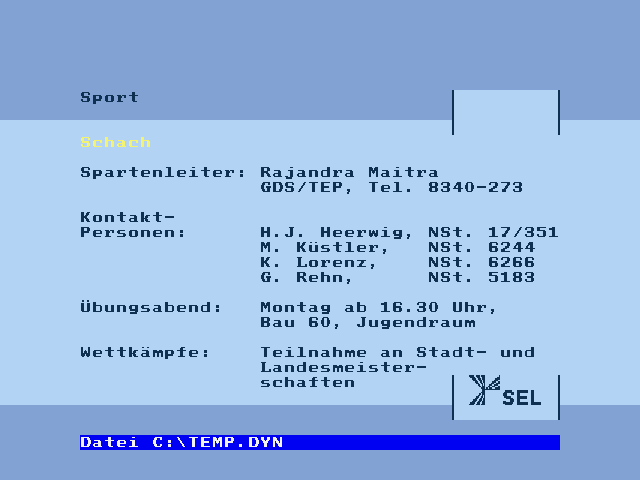 Sport
Schach
Spartenleiter: Rajandra Maitra
GDS/TEP, Tel. 8340-273
Kontakt-
Personen: H.J. Heerwig, NSt. 17/351
M. Küstler, NSt. 6244
K. Lorenz, NSt. 6266
G. Rehn, NSt. 5183
Übungsabend: Montag ab 16.30 Uhr,
Bau 60, Jugendraum
Wettkämpfe: Teilnahme an Stadt- und
Landesmeister-
schaften
SEL
Datei C:\TEMP.DYN